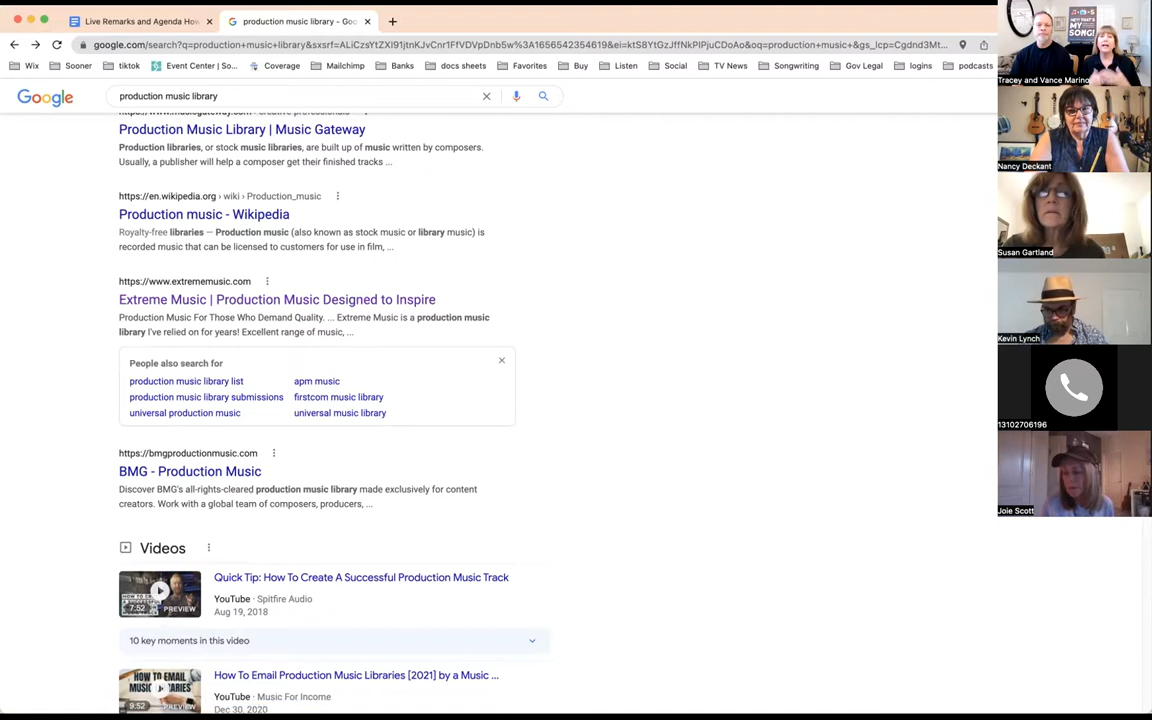 Live Remarks and Agenda How
production music library - Goo
google.com/search?q=production+music+library&sxsrf=ALiCzsYtZXI91jtnKJvCnr1FfVDVpDnb5w%3A1656542354619&ei=ktS8YtGzJffNkPIPjuCDoAo&oq=production+music+&gs_lcp=Cgdnd3Mt...
Wix Sooner tiktok Event Center | So... Coverage Mailchimp Banks docs sheets Favorites Buy Listen Social TV News Songwriting Gov Legal logins podcasts
Google production music library
Production Music Library | Music Gateway
Production libraries, or stock music libraries, are built up of music written by composers.
Usually, a publisher will help a composer get their finished tracks ...
https://en.wikipedia.org › wiki › Production_music
Production music - Wikipedia
Royalty-free libraries — Production music (also known as stock music or library music) is
recorded music that can be licensed to customers for use in film, ...
https://www.extrememusic.com
Extreme Music | Production Music Designed to Inspire
Production Music For Those Who Demand Quality. ... Extreme Music is a production music
library I've relied on for years! Excellent range of music, ...
People also search for
production music library list apm music
production music library submissions firstcom music library
universal production music universal music library
https://bmgproductionmusic.com
BMG - Production Music
Discover BMG's all-rights-cleared production music library made exclusively for content
creators. Work with a global team of composers, producers, ...
Videos
Quick Tip: How To Create A Successful Production Music Track
YouTube · Spitfire Audio
Aug 19, 2018
7:52 PREVIEW
10 key moments in this video
How To Email Production Music Libraries [2021] by a Music ...
YouTube · Music For Income
Dec 30, 2020
HOW TO EMAIL
9:52 PREVIEW
HEY! THAT'S
MY SONG!
Tracey and Vance Marino
Nancy Deckant
Susan Gartland
Kevin Lynch
13102706196
Joie Scott